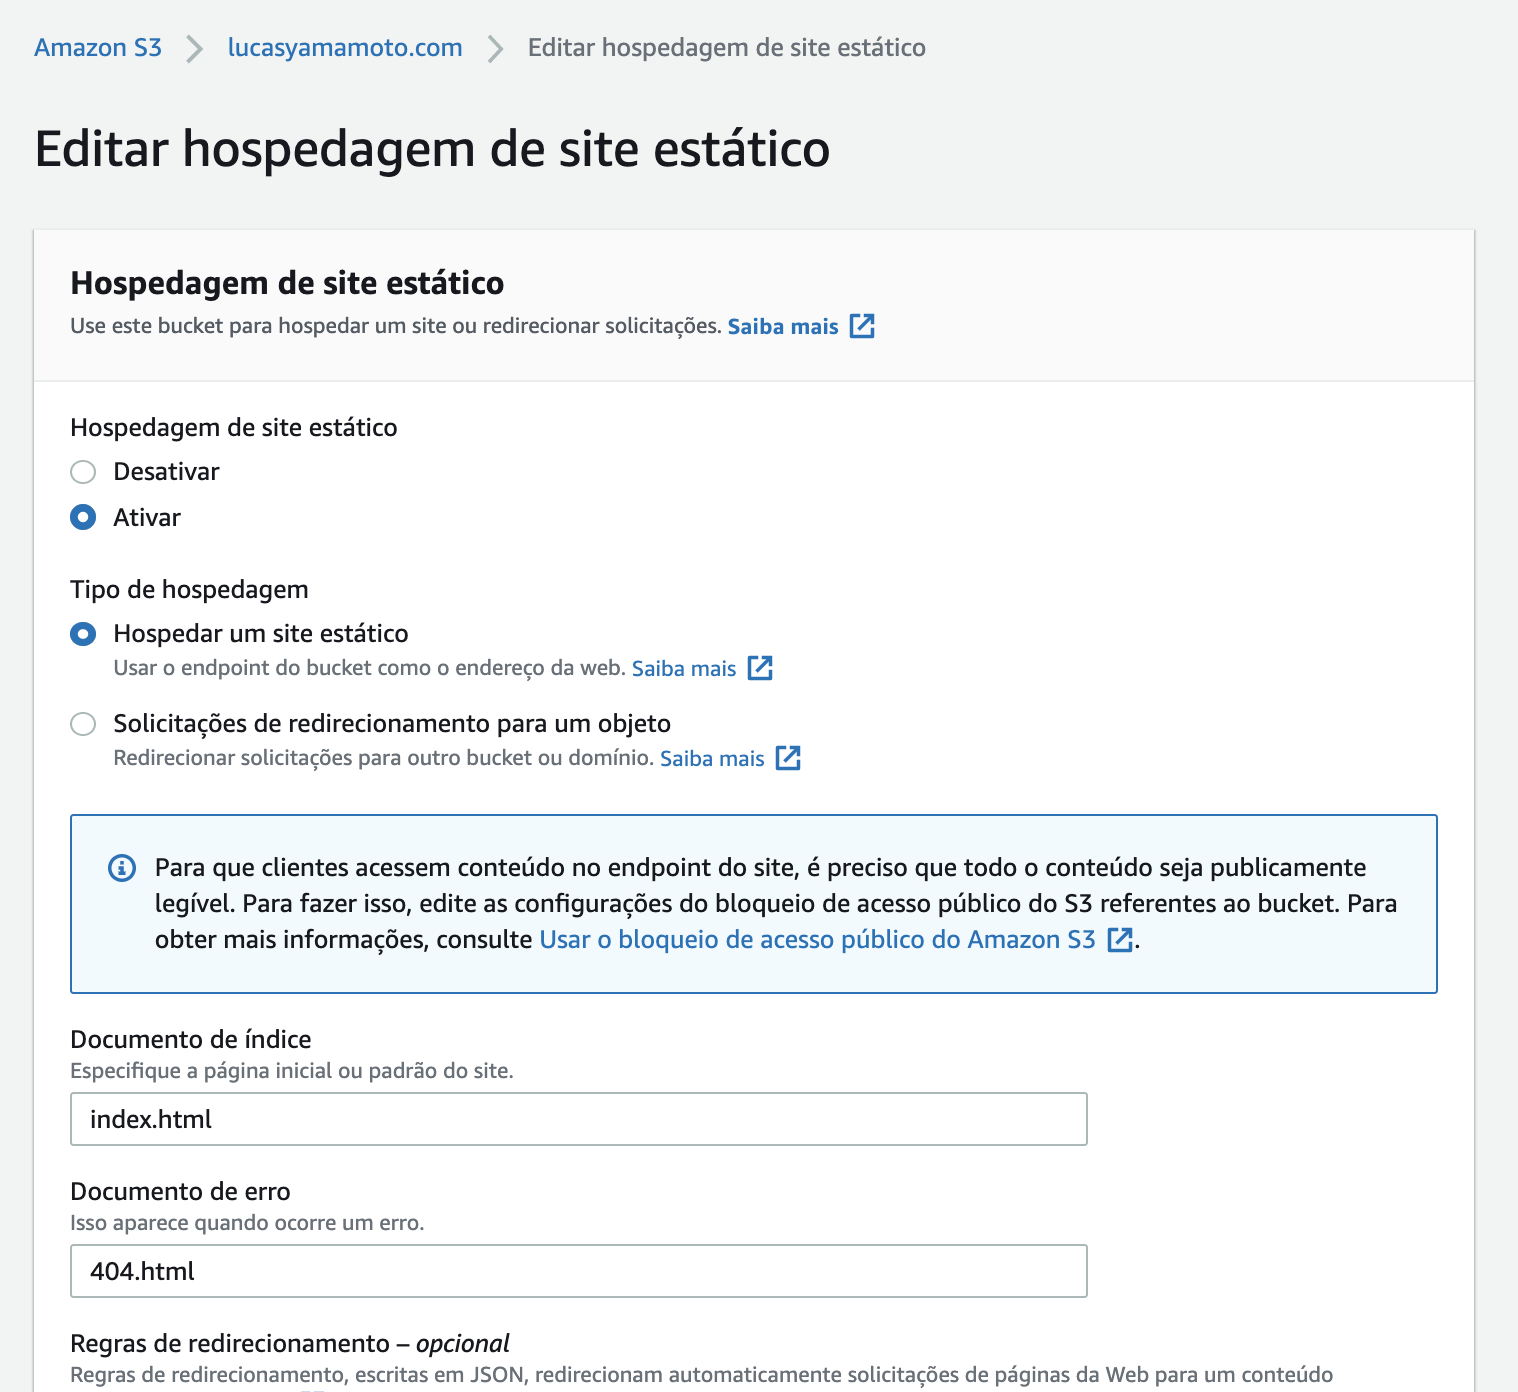 Amazon S3 > lucasyamamoto.com > Editar hospedagem de site estático
Editar hospedagem de site estático
Hospedagem de site estático
Use este bucket para hospedar um site ou redirecionar solicitações. Saiba mais
Hospedagem de site estático
Desativar
Ativar
Tipo de hospedagem
Hospedar um site estático
Usar o endpoint do bucket como o endereço da web. Saiba mais
Solicitações de redirecionamento para um objeto
Redirecionar solicitações para outro bucket ou domínio. Saiba mais
Para que clientes acessem conteúdo no endpoint do site, é preciso que todo o conteúdo seja publicamente
legível. Para fazer isso, edite as configurações do bloqueio de acesso público do S3 referentes ao bucket. Para
obter mais informações, consulte Usar o bloqueio de acesso público do Amazon S3.
Documento de índice
Especifique a página inicial ou padrão do site.
index.html
Documento de erro
Isso aparece quando ocorre um erro.
404.html
Regras de redirecionamento – opcional
Regras de redirecionamento, escritas em JSON, redirecionam automaticamente solicitações de páginas da Web para um conteúdo